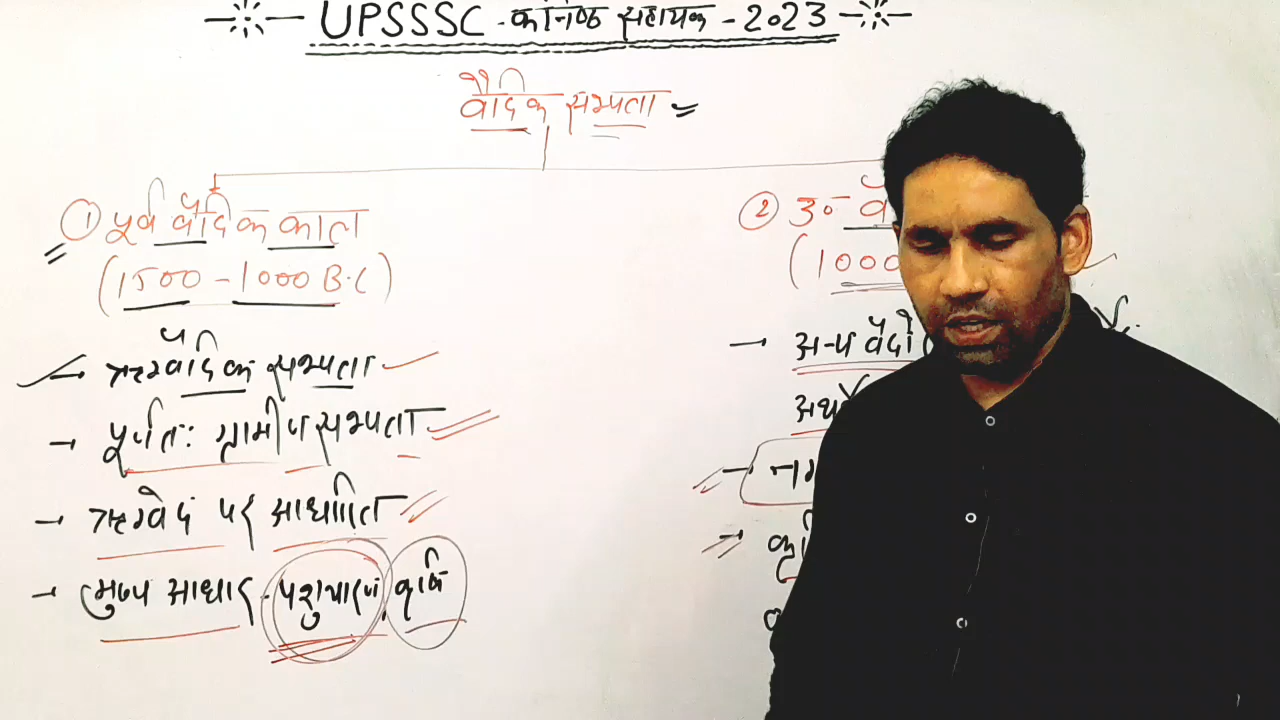 UPSSSC - कनिष्ठ सहायक - 2023
वैदिक सभ्यता
① पूर्व वैदिक काल
(1500 - 1000 B.C)
→ ऋग्वैदिक सभ्यता
→ पूर्णतः ग्रामीण सभ्यता
→ ऋग्वेद पर आधारित
→ मुख्य आधार - पशुपालन, कृषि
② उ०
(1000
→ अन्य वेदों